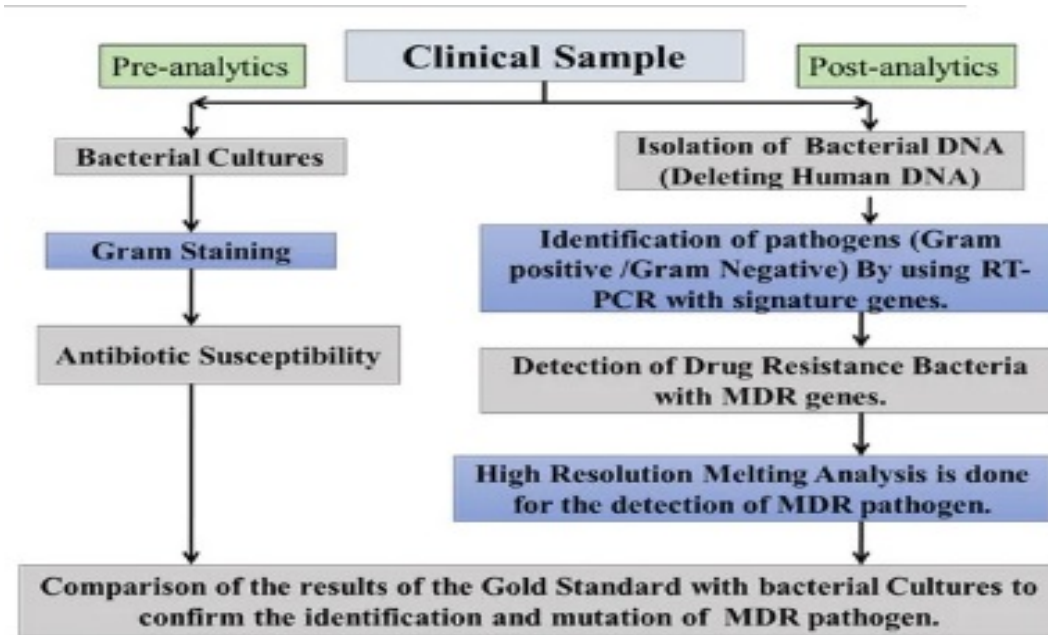 Pre-analytics
Clinical Sample
Post-analytics
Bacterial Cultures
Gram Staining
Antibiotic Susceptibility
Isolation of Bacterial DNA
(Deleting Human DNA)
Identification of pathogens (Gram
positive /Gram Negative) By using RT-
PCR with signature genes.
Detection of Drug Resistance Bacteria
with MDR genes.
High Resolution Melting Analysis is done
for the detection of MDR pathogen.
Comparison of the results of the Gold Standard with bacterial Cultures to
confirm the identification and mutation of MDR pathogen.